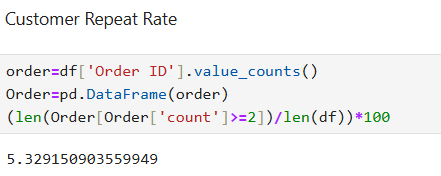 Customer Repeat Rate
order=df['Order ID'].value_counts()
Order=pd.DataFrame(order)
(len(Order[Order['count']>=2])/len(df))*100
5.329150903559949